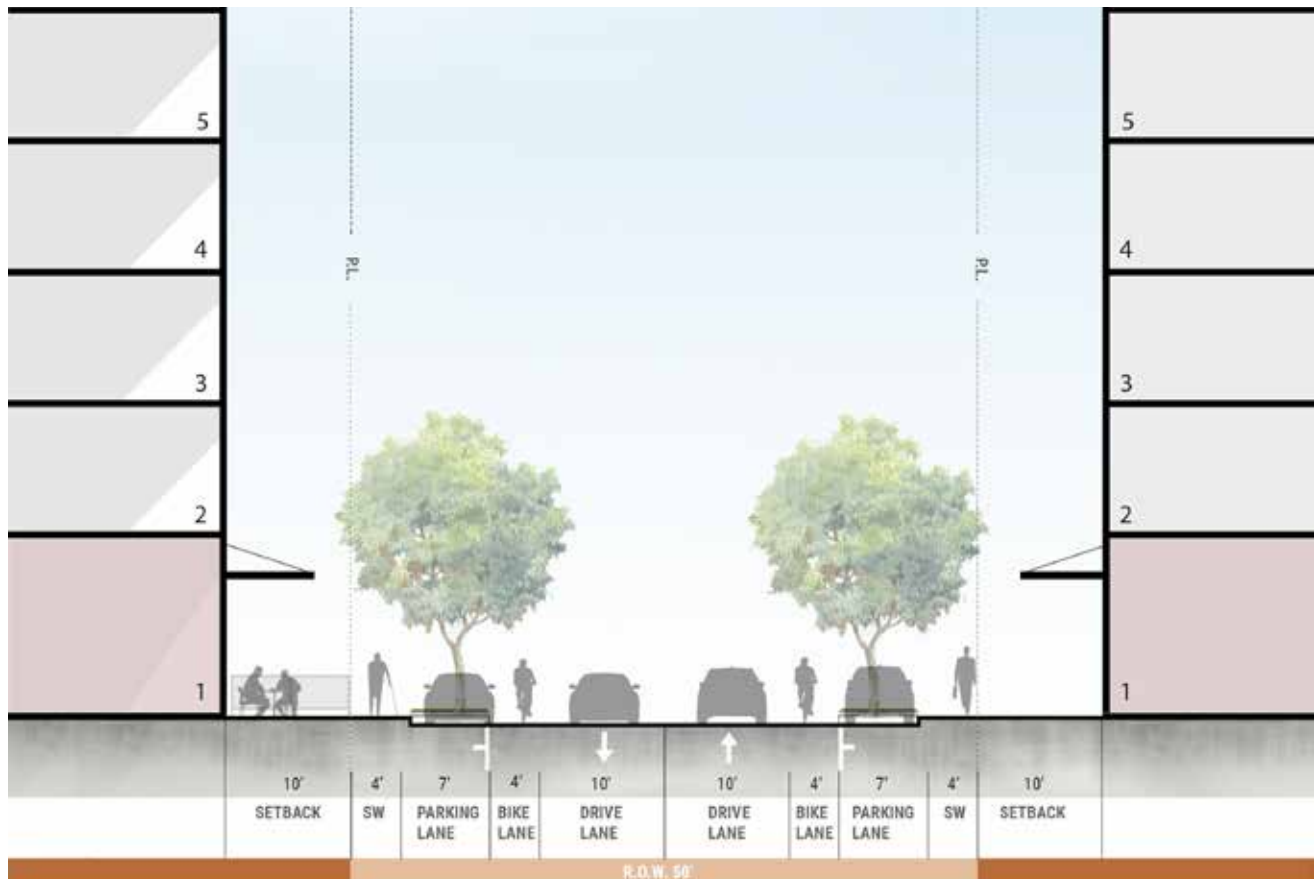 5
5
4
4
P.L.
P.L.
3
3
2
2
1
1
10' 4' 7' 4' 10' 10' 4' 7' 4' 10'
SETBACK SW PARKING BIKE DRIVE DRIVE BIKE PARKING SW SETBACK
LANE LANE LANE LANE LANE LANE
R.O.W. 50'